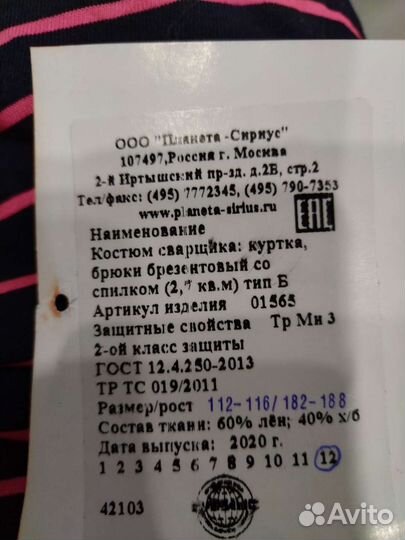 ООО "Планета-Сириус"
107497,Россия г. Москва
2-й Иртышский пр-зд, д.2Б, стр.2
Тел/факс: (495) 7772345, (495) 790-7353
www.planeta-sirius.ru
ЕАС
Наименование
Костюм сварщика: куртка,
брюки брезентовый со
спилком (2, кв.м) тип Б
Артикул изделия 01565
Защитные свойства Тр Ми З
2-ой класс защиты
ГОСТ 12.4.250-2013
ТР ТС 019/2011
Размер/рост 112-116/182-188
Состав ткани: 60% лён; 40% х/б
Дата выпуска: 2020 г.
1 2 3 4 5 6 7 8 9 10 11 12
42103
Avito